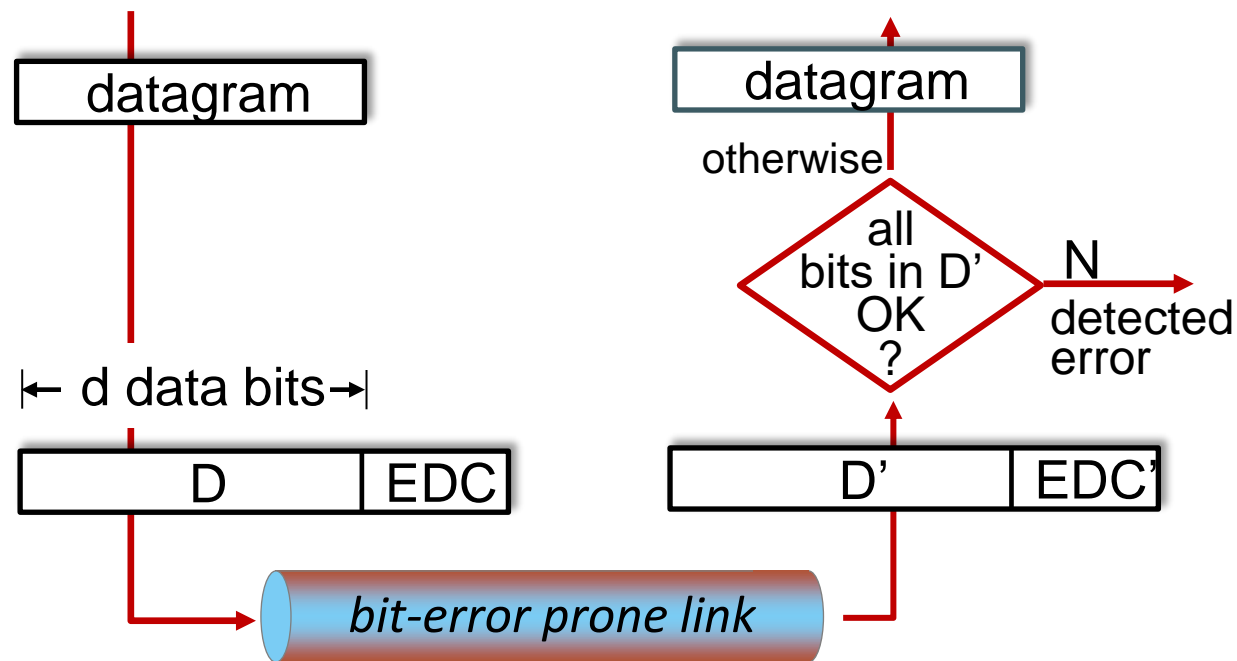 datagram
d data bits
D
EDC
bit-error prone link
datagram
otherwise
all
bits in D’
OK
?
N
detected
error
D’
EDC’